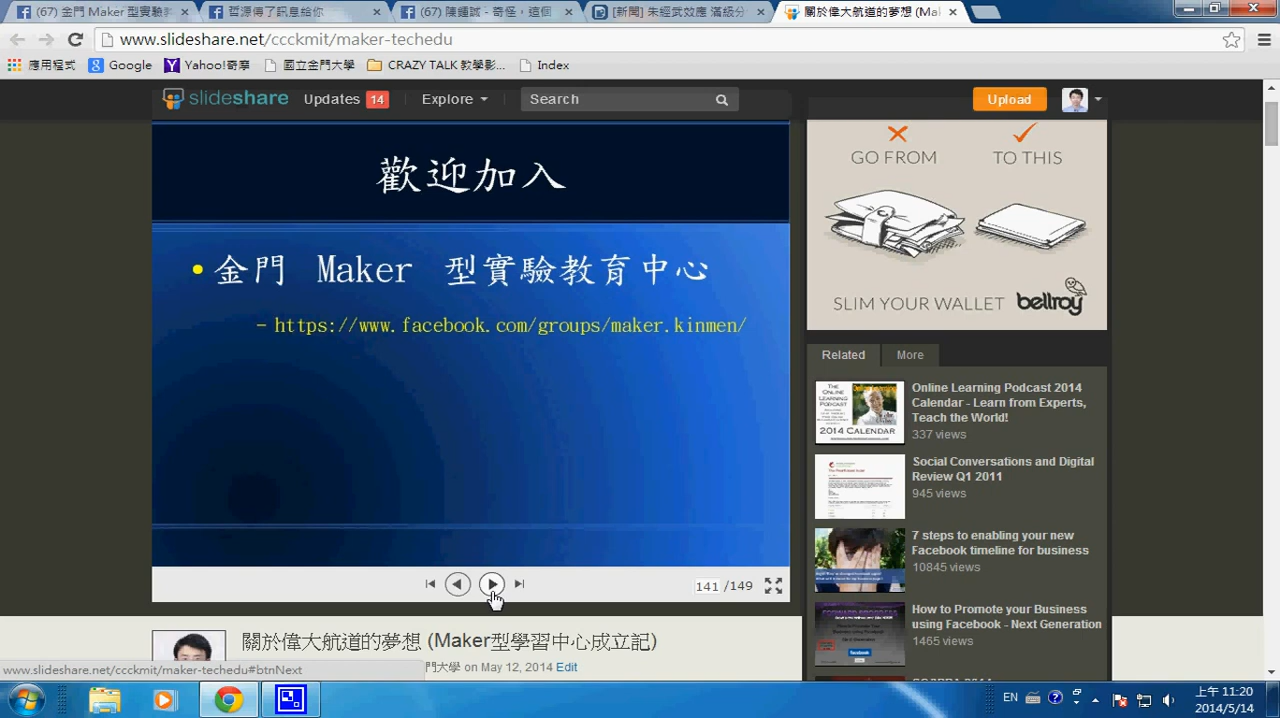 (67) 金門 Maker 型實驗教
哲源傳了訊息給你
(67) 陳鍾誠 - 奇怪，這個
[新聞] 朱經武效應 滿級分
關於偉大航道的夢想 (Mal
www.slideshare.net/ccckmit/maker-techedu
應用程式 Google Yahoo!奇摩 國立金門大學 CRAZY TALK 教學影... Index
slideshare Updates 14 Explore Search Upload
歡迎加入
金門 Maker 型實驗教育中心
– https://www.facebook.com/groups/maker.kinmen/
141 /149
GO FROM TO THIS
SLIM YOUR WALLET bellroy
Related More
THE ONLINE LEARNING PODCAST
2014 CALENDAR
Online Learning Podcast 2014
Calendar - Learn from Experts,
Teach the World!
337 views
Social Conversations and Digital
Review Q1 2011
945 views
7 steps to enabling your new
Facebook timeline for business
10845 views
How to Promote your Business
using Facebook - Next Generation
1465 views
關於偉大航道的夢想 (Maker型學習中心成立記)
門大學 on May 12, 2014 Edit
www.slideshare.net/ccckmit/maker-techedu#btnNext
EN
上午 11:20
2014/5/14